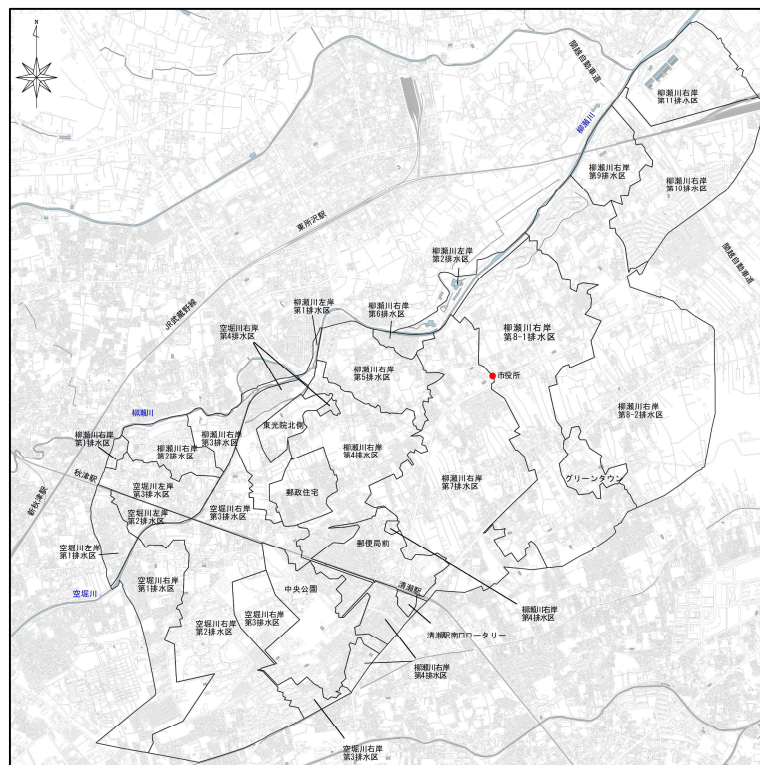 関越自動車道
柳瀬川右岸
第11排水区
柳瀬川
柳瀬川右岸
第9排水区
柳瀬川右岸
第10排水区
東所沢駅
柳瀬川左岸
第2排水区
関越自動車道
JR武蔵野線
柳瀬川左岸
第1排水区
柳瀬川右岸
第6排水区
空堀川右岸
第4排水区
柳瀬川右岸
第8-1排水区
柳瀬川右岸
第5排水区
市役所
柳瀬川
柳瀬川右岸
第8-2排水区
東光院北側
柳瀬川右岸
第1排水区
柳瀬川右岸
第2排水区
柳瀬川右岸
第3排水区
柳瀬川右岸
第4排水区
秋津駅
新秋津駅
空堀川左岸
第3排水区
柳瀬川右岸
第7排水区
グリーンタウン
郵政住宅
空堀川左岸
第2排水区
空堀川右岸
第3排水区
郵便局前
空堀川左岸
第1排水区
空堀川右岸
第1排水区
中央公園
清瀬駅
空堀川
柳瀬川右岸
第4排水区
空堀川右岸
第3排水区
空堀川右岸
第2排水区
清瀬駅南口ロータリー
柳瀬川右岸
第4排水区
空堀川右岸
第3排水区